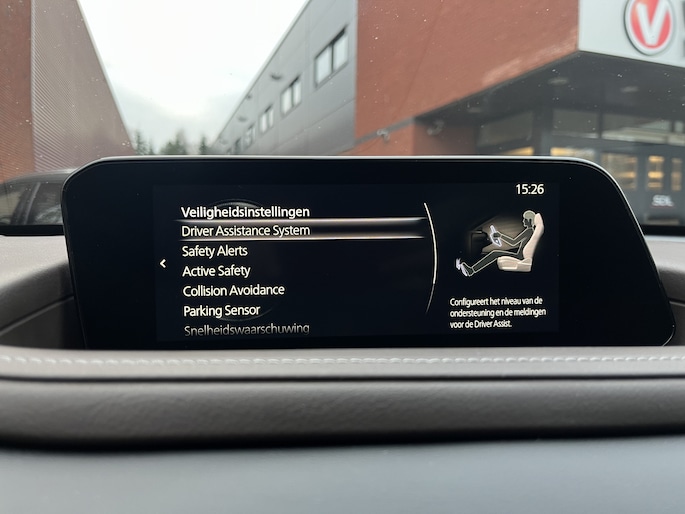 V
15:26
Veiligheidsinstellingen
Driver Assistance System
Safety Alerts
Active Safety
Collision Avoidance
Parking Sensor
Snelheidswaarschuwing
Configureert het niveau van de
ondersteuning en de meldingen
voor de Driver Assist.